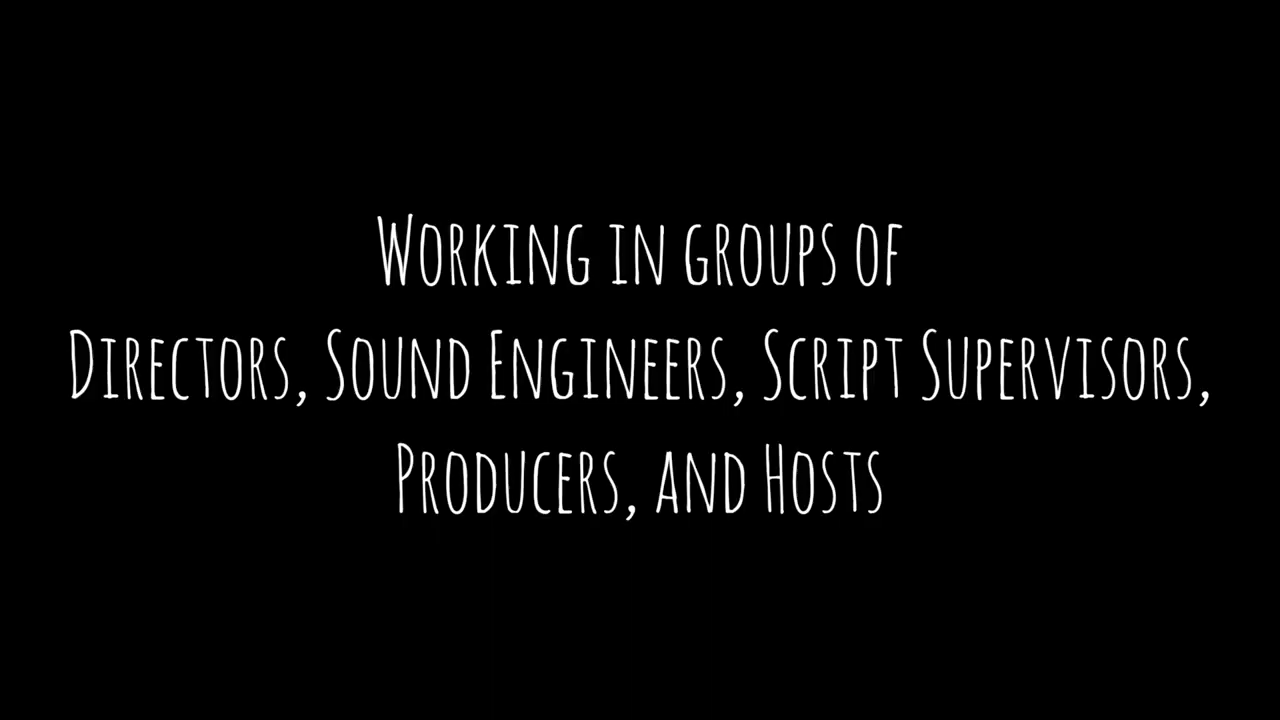 Working in groups of
Directors, Sound Engineers, Script Supervisors,
Producers, and Hosts